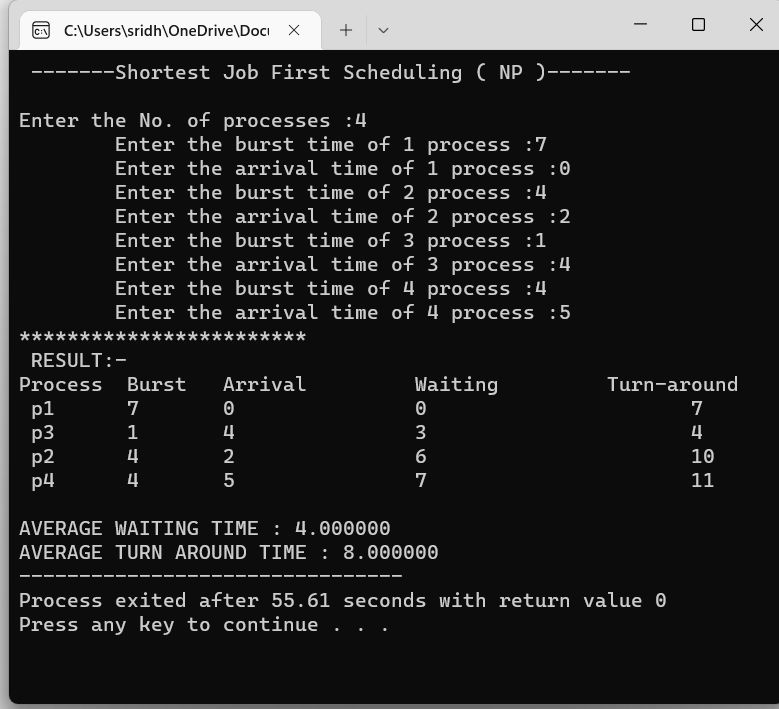 C:\Users\sridh\OneDrive\Docu
-------Shortest Job First Scheduling ( NP )-------
Enter the No. of processes :4
Enter the burst time of 1 process :7
Enter the arrival time of 1 process :0
Enter the burst time of 2 process :4
Enter the arrival time of 2 process :2
Enter the burst time of 3 process :1
Enter the arrival time of 3 process :4
Enter the burst time of 4 process :4
Enter the arrival time of 4 process :5
************************
RESULT:-
Process Burst Arrival Waiting Turn-around
p1 7 0 0 7
p3 1 4 3 4
p2 4 2 6 10
p4 4 5 7 11
AVERAGE WAITING TIME : 4.000000
AVERAGE TURN AROUND TIME : 8.000000
--------------------------------
Process exited after 55.61 seconds with return value 0
Press any key to continue . . .